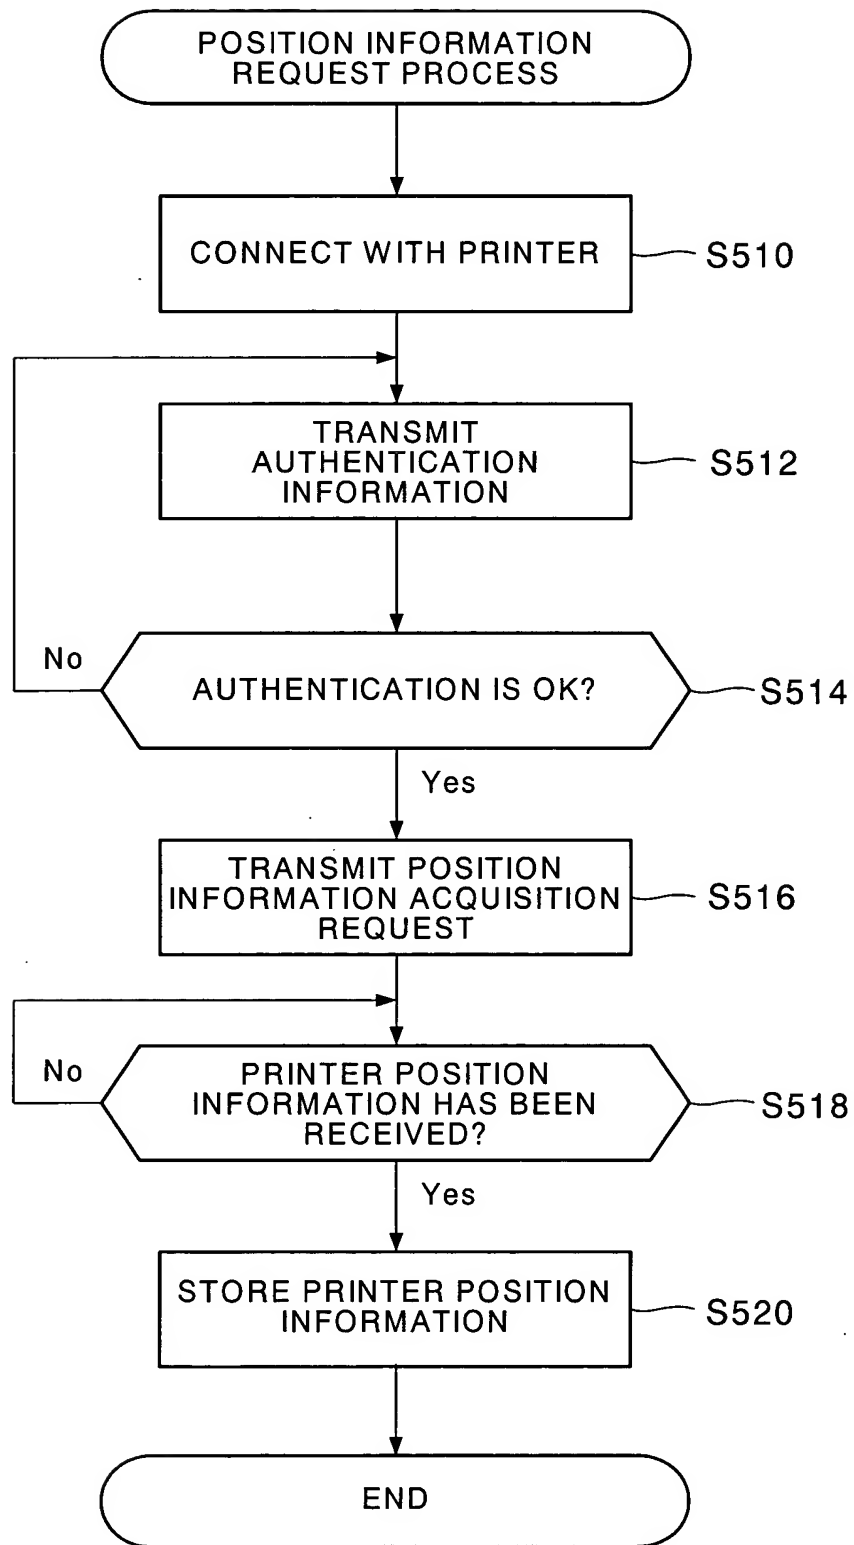 POSITION INFORMATION
REQUEST PROCESS
CONNECT WITH PRINTER
S510
TRANSMIT
AUTHENTICATION
INFORMATION
S512
No
AUTHENTICATION IS OK?
S514
Yes
TRANSMIT POSITION
INFORMATION ACQUISITION
REQUEST
S516
No
PRINTER POSITION
INFORMATION HAS BEEN
RECEIVED?
S518
Yes
STORE PRINTER POSITION
INFORMATION
S520
END